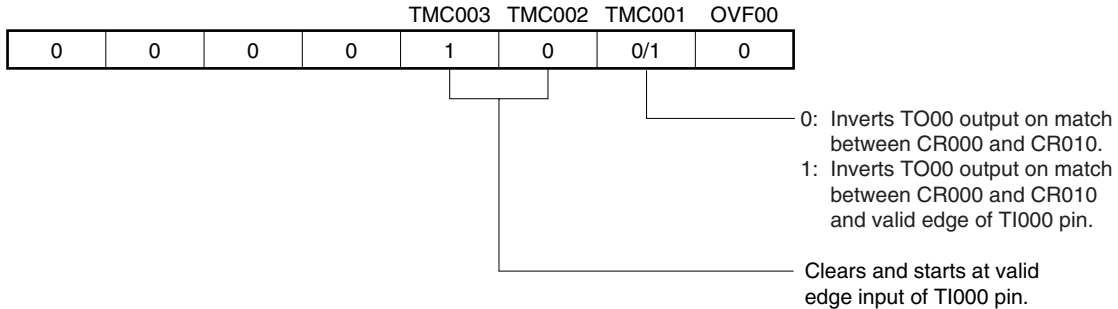 TMC003 TMC002 TMC001 OVF00
0 0 0 0 1 0 0/1 0
0: Inverts TO00 output on match
between CR000 and CR010.
1: Inverts TO00 output on match
between CR000 and CR010
and valid edge of TI000 pin.
Clears and starts at valid
edge input of TI000 pin.